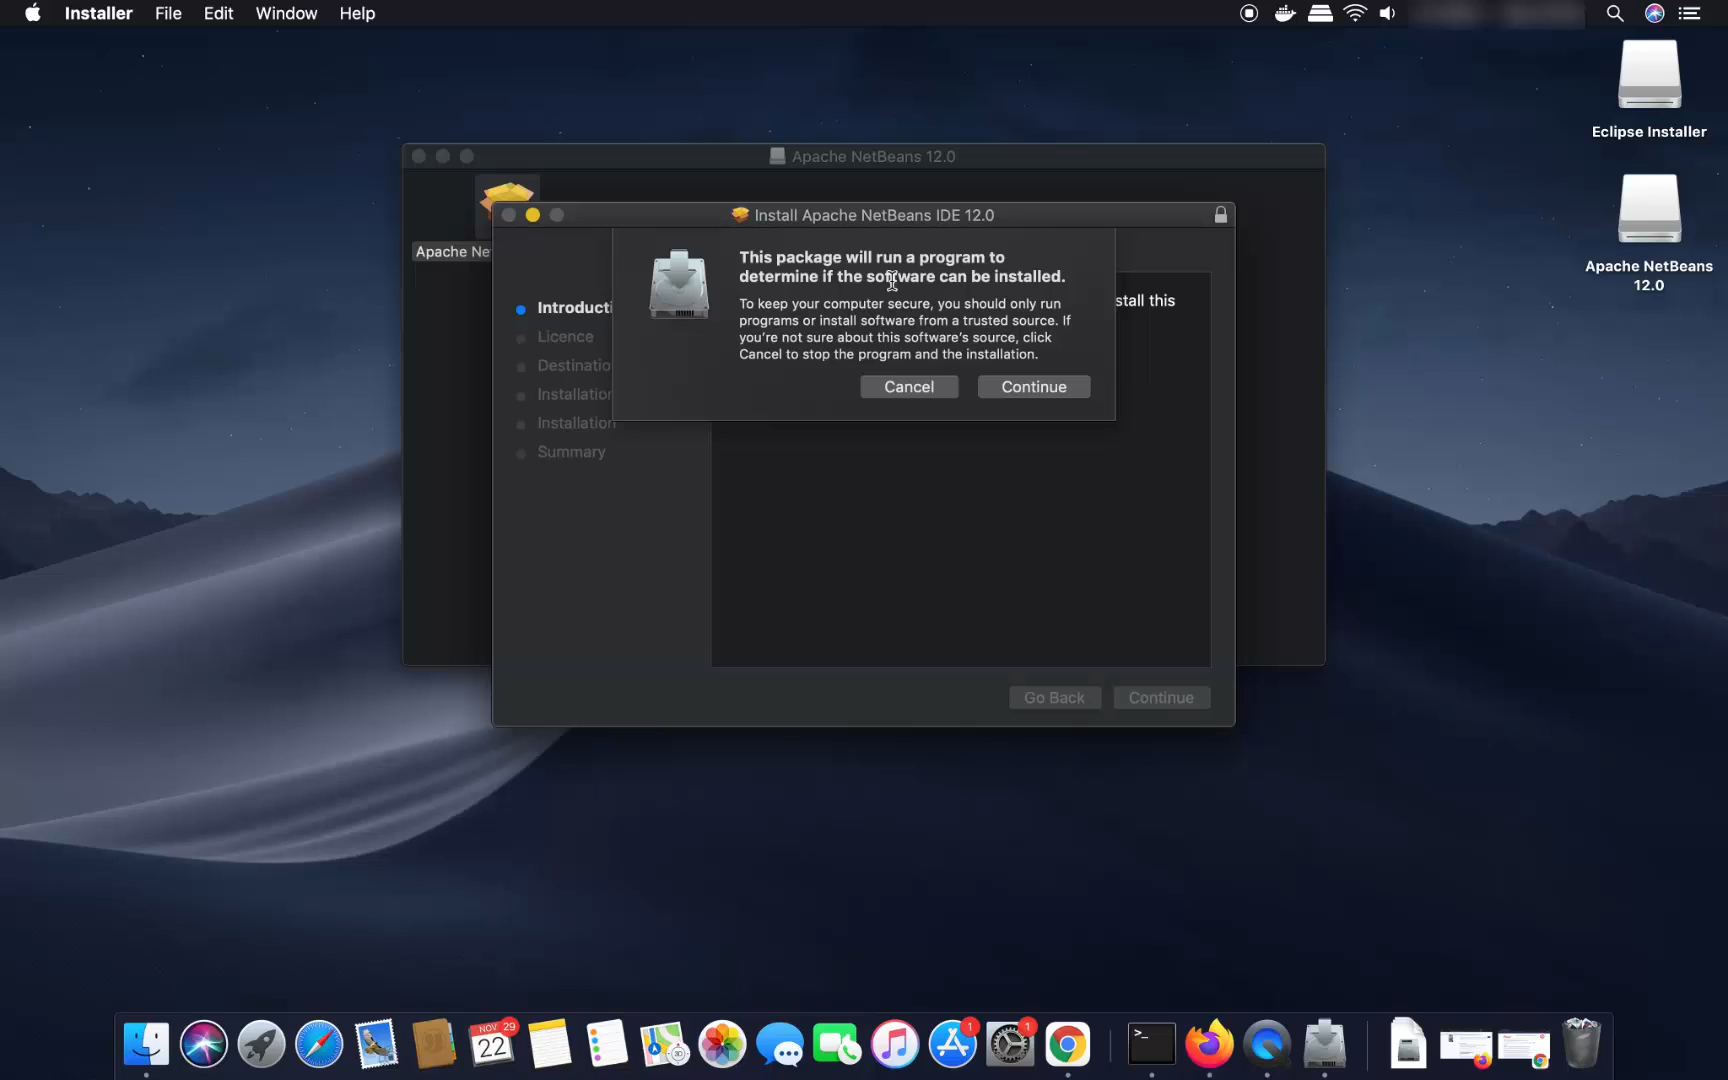 Installer File Edit Window Help
Eclipse Installer
Apache NetBeans
12.0
Apache NetBeans 12.0
Apache Ne
Install Apache NetBeans IDE 12.0
This package will run a program to
determine if the software can be installed.
To keep your computer secure, you should only run
programs or install software from a trusted source. If
you're not sure about this software's source, click
Cancel to stop the program and the installation.
Cancel Continue
stall this
Introducti
Licence
Destinatio
Installation
Installation
Summary
Go Back Continue
NOV 29
22
3D
1
1
>_